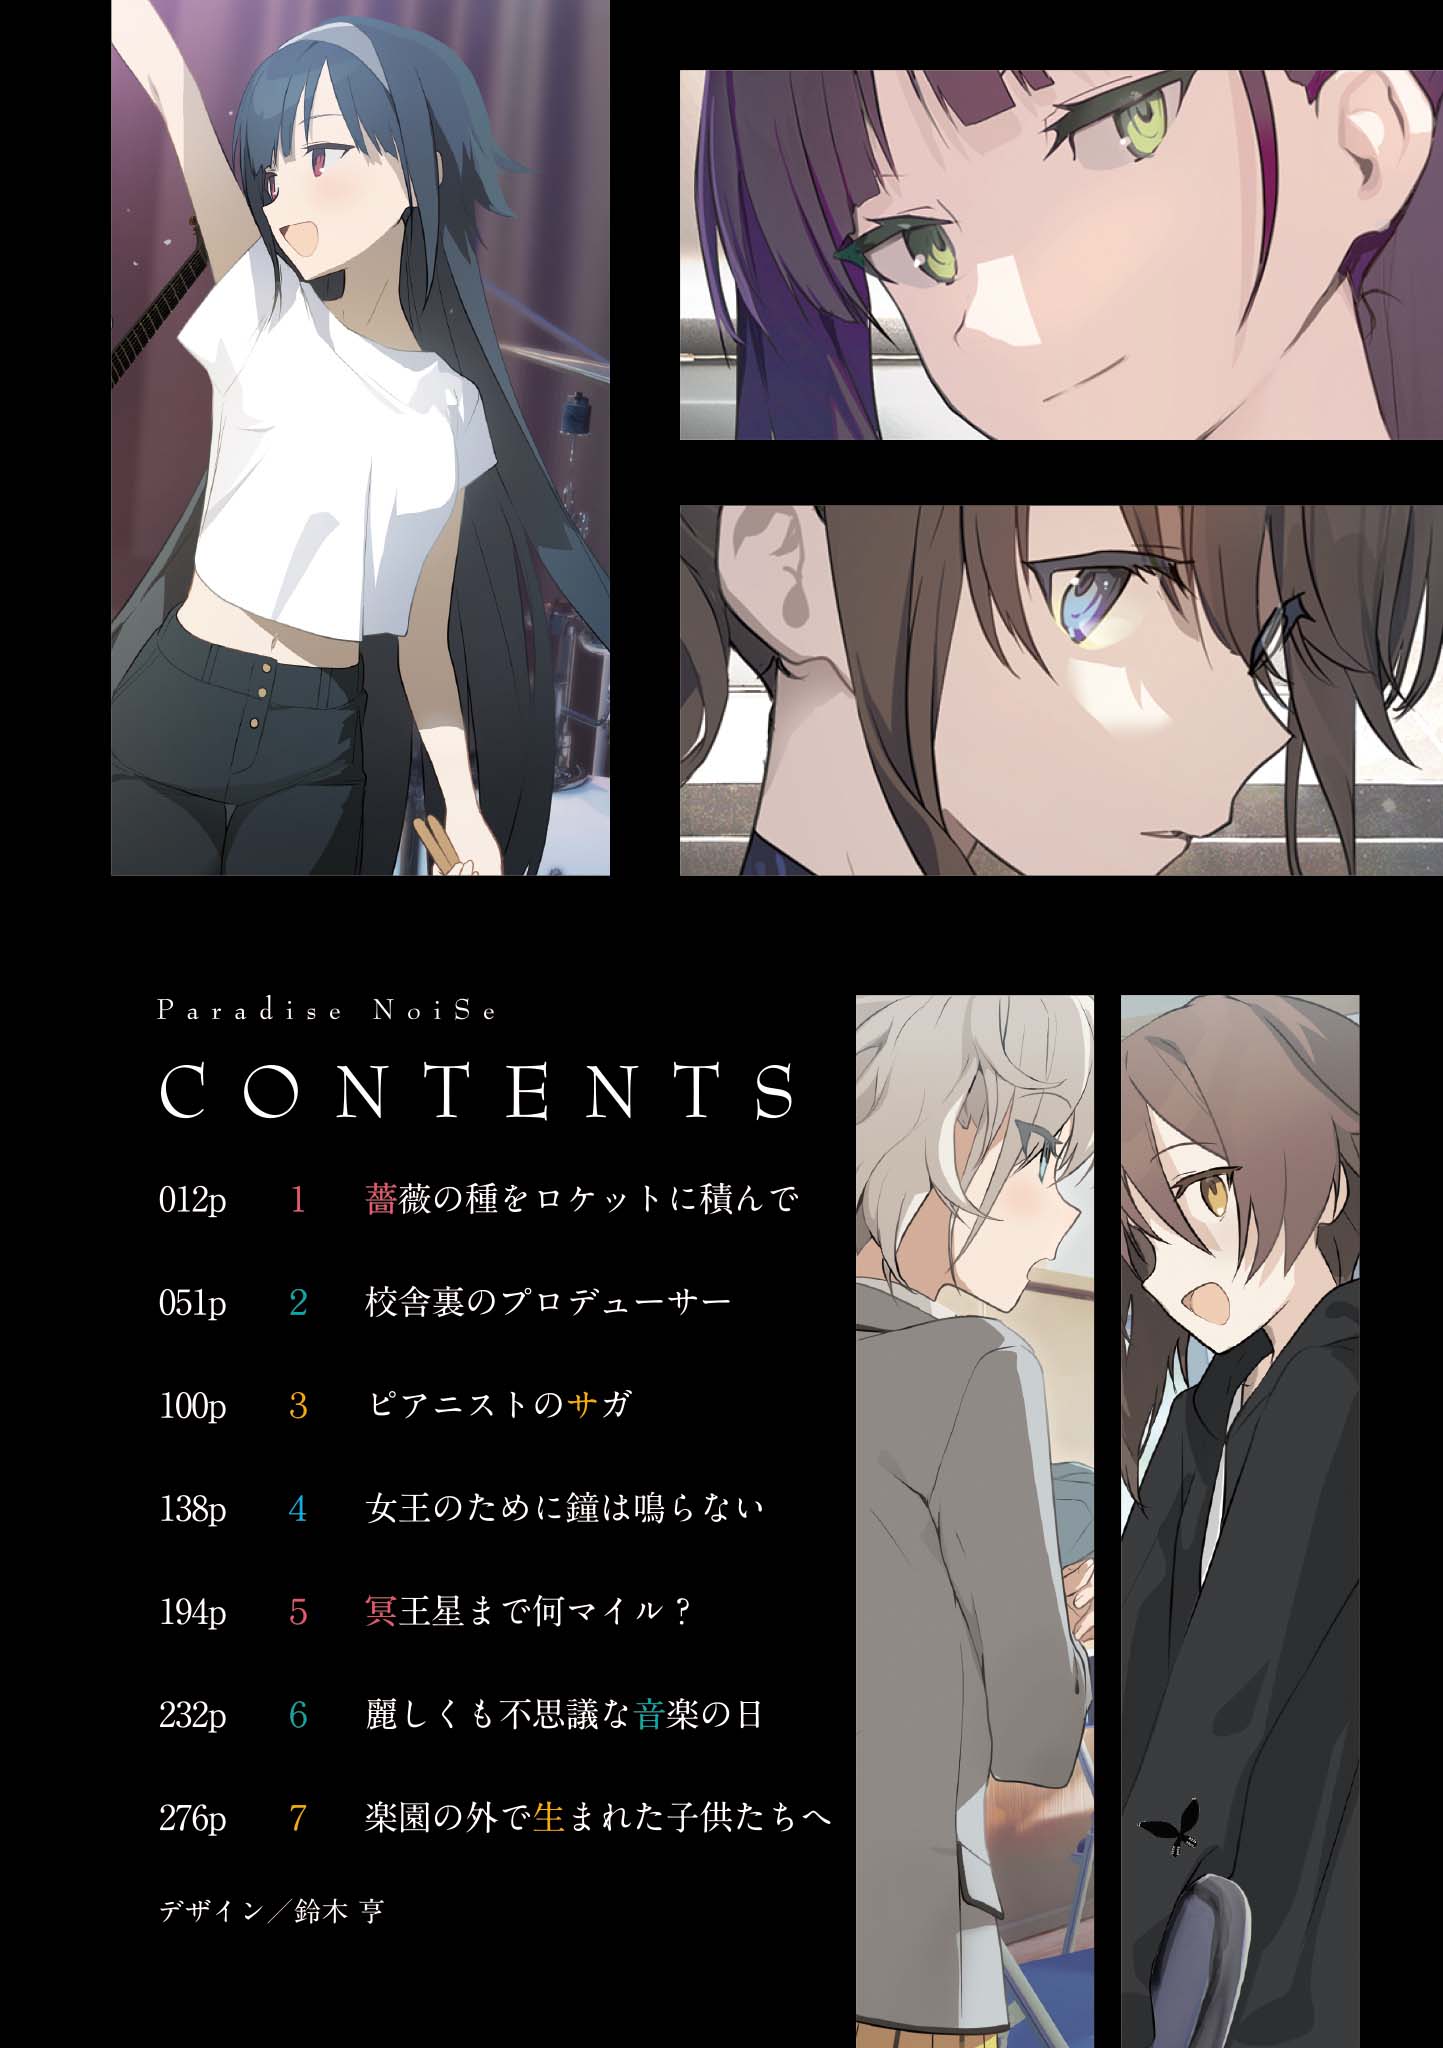 Paradise NoiSe
CONTENTS
012p 1 薔薇の種をロケットに積んで
051p 2 校舎裏のプロデューサー
100p 3 ピアニストのサガ
138p 4 女王のために鐘は鳴らない
194p 5 冥王星まで何マイル？
232p 6 麗しくも不思議な音楽の日
276p 7 楽園の外で生まれた子供たちへ
デザイン／鈴木 亨